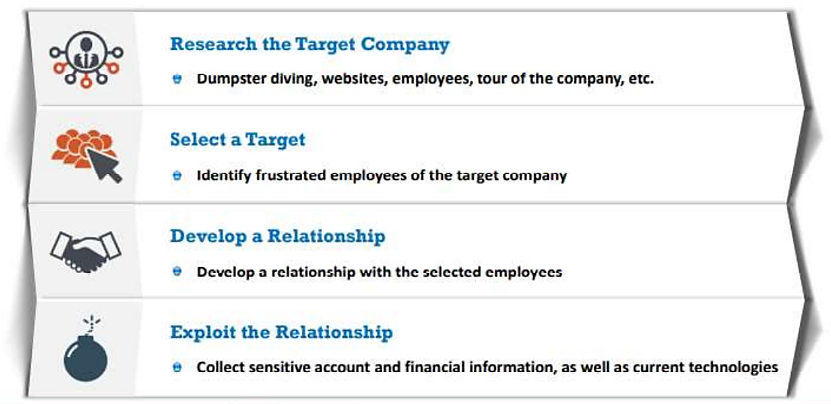 Research the Target Company
Dumpster diving, websites, employees, tour of the company, etc.
Select a Target
Identify frustrated employees of the target company
Develop a Relationship
Develop a relationship with the selected employees
Exploit the Relationship
Collect sensitive account and financial information, as well as current technologies